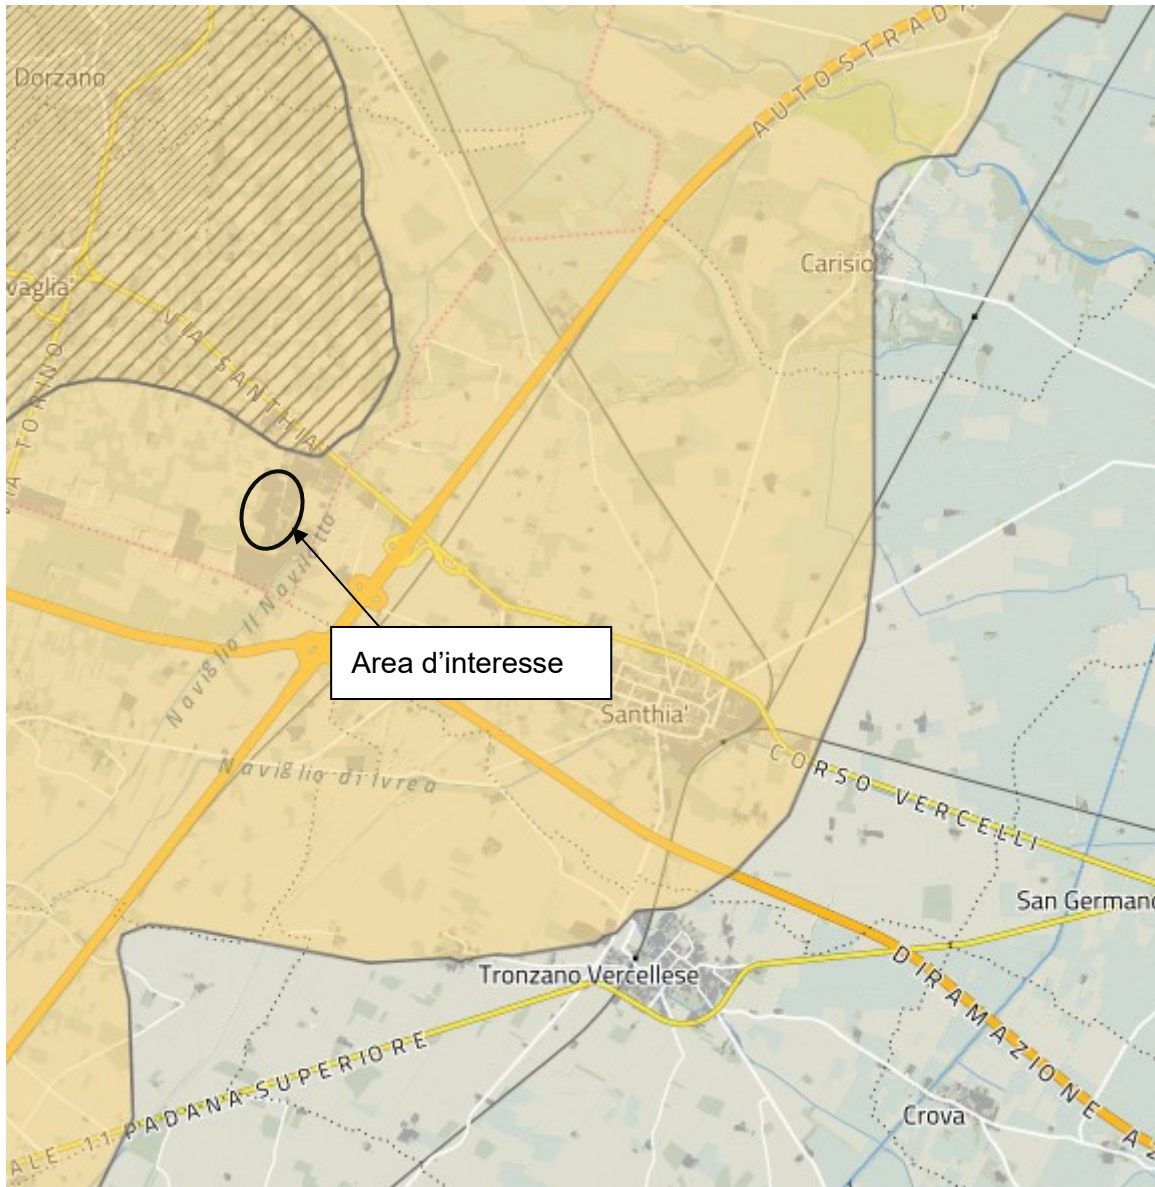 Dorzano
AUTOSTRADA
Carisio
vaglia'
VIA SANTHIA'
IA TORINO
Naviglio Il Naviletto
Area d’interesse
Santhia'
Naviglio di Ivrea
CORSO VERCELLI
San Germano
Tronzano Vercellese
DIRAMAZIONE A
ALE 11 PADANA SUPERIORE
Crova